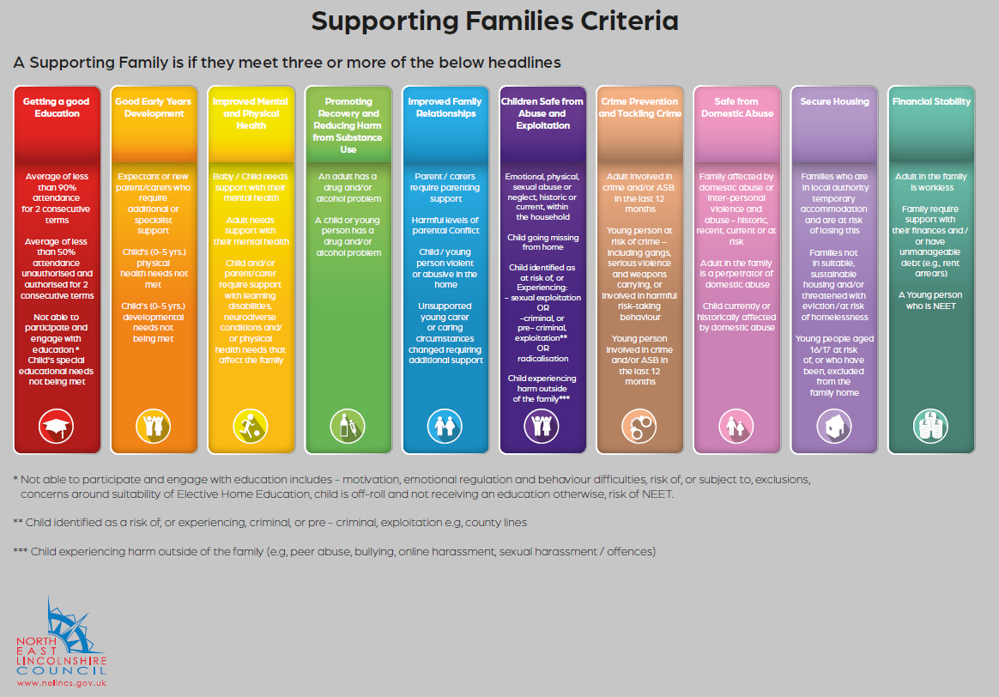 Supporting Families Criteria
A Supporting Family is if they meet three or more of the below headlines
Getting a good
Education
Average of less
than 90%
attendance
for 2 consecutive
terms
Average of less
than 50%
attendance
unauthorised and
authorised for 2
consecutive terms
Not able to
participate and
engage with
education *
Child's special
educational needs
not being met
Good Early Years
Development
Expectant or new
parent/carers who
require
additional or
specialist
support
Child's (0-5 yrs.)
physical
health needs not
met
Child's (0-5 yrs.)
developmental
needs not
being met
Improved Mental
and Physical
Health
Baby / Child needs
support with their
mental health
Adult needs
support with
their mental health
Child and/or
parent/carer
require support
with learning
disabilities,
neurodiverse
conditions and/
or physical
health needs that
affect the family
Promoting
Recovery and
Reducing Harm
from Substance
Use
An adult has a
drug and/or
alcohol problem
A child or young
person has a
drug and/or
alcohol problem
Improved Family
Relationships
Parent / carers
require parenting
support
Harmful levels of
parental Conflict
Child / young
person violent
or abusive in the
home
Unsupported
young carer
or caring
circumstances
changed requiring
additional support
Children Safe from
Abuse and
Exploitation
Emotional, physical,
sexual abuse or
neglect, historic or
current, within
the household
Child going missing
from home
Child identified as
at risk of, or
Experiencing:
- sexual exploitation
OR
-criminal, or
pre- criminal,
exploitation**
OR
radicalisation
Child experiencing
harm outside
of the family***
Crime Prevention
and Tackling Crime
Adult involved in
crime and/or ASB
in the last 12
months
Young person at
risk of crime –
including gangs,
serious violence
and weapons
carrying, or
involved in harmful
risk-taking
behaviour
Young person
involved in crime
and/or ASB in
the last 12
months
Safe from
Domestic Abuse
Family affected by
domestic abuse or
inter-personal
violence and
abuse - historic,
recent, current or at
risk
Adult in the family
is a perpetrator of
domestic abuse
Child currently or
historically affected
by domestic abuse
Secure Housing
Families who are
in local authority
temporary
accommodation
and are at risk
of losing this
Families not
in suitable,
sustainable
housing and/or
threatened with
eviction/at risk
of homelessness
Young people aged
16/17 at risk
of, or who have
been, excluded
from the
family home
Financial Stability
Adult in the family
is workless
Family require
support with
their finances and /
or have
unmanageable
debt (e.g., rent
arrears)
A Young person
who is NEET
* Not able to participate and engage with education includes - motivation, emotional regulation and behaviour difficulties, risk of, or subject to, exclusions,
concerns around suitability of Elective Home Education, child is off-roll and not receiving an education otherwise, risk of NEET.
** Child identified as a risk of, or experiencing, criminal, or pre - criminal, exploitation e.g, county lines
*** Child experiencing harm outside of the family (e.g, peer abuse, bullying, online harassment, sexual harassment / offences)
NORTH
EAST
LINCOLNSHIRE
COUNCIL
www.nelincs.gov.uk